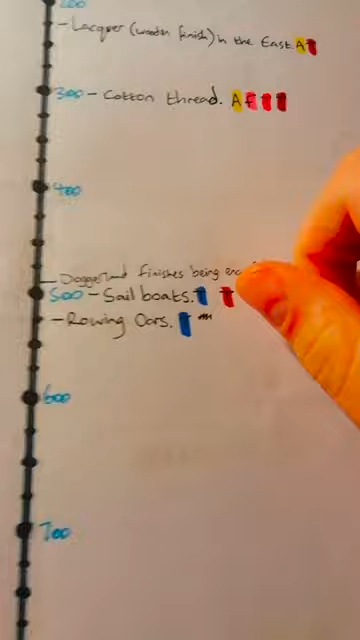 200
- Lacquer (wooden finish) in the East. A T
300 - Cotton thread. A F T T
400
- Doggerland finishes being
500 - Sail boats. T T
- Rowing Oars. T "
600
700